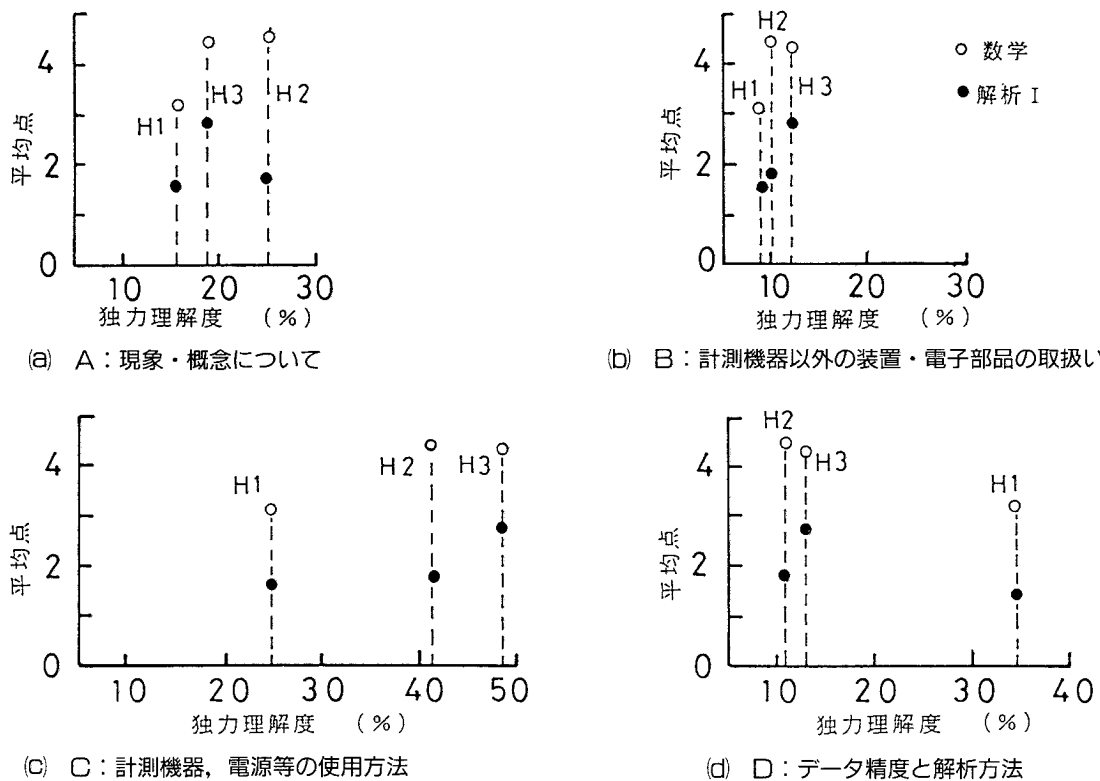 平均点
4
2
0
H1
H3
H2
10 20 30
独力理解度 (%)
(a) A：現象・概念について
平均点
4
2
0
H2
H1
H3
○ 数学
● 解析 I
10 20 30
独力理解度 (%)
(b) B：計測機器以外の装置・電子部品の取扱い
平均点
4
2
0
H1
H2
H3
10 20 30 40 50
独力理解度 (%)
(c) C：計測機器，電源等の使用方法
平均点
4
2
0
H2
H3
H1
10 20 30 40
独力理解度 (%)
(d) D：データ精度と解析方法